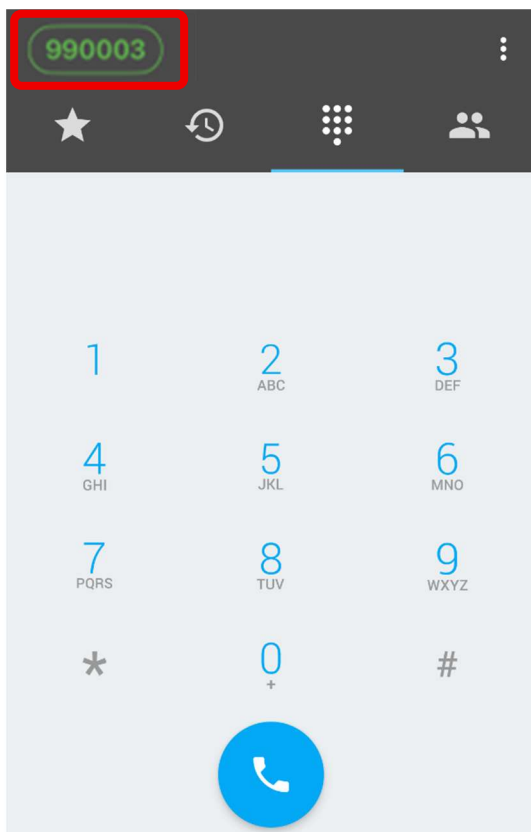 990003
1 2 3
ABC DEF
4 5 6
GHI JKL MNO
7 8 9
PQRS TUV WXYZ
* 0 #
+